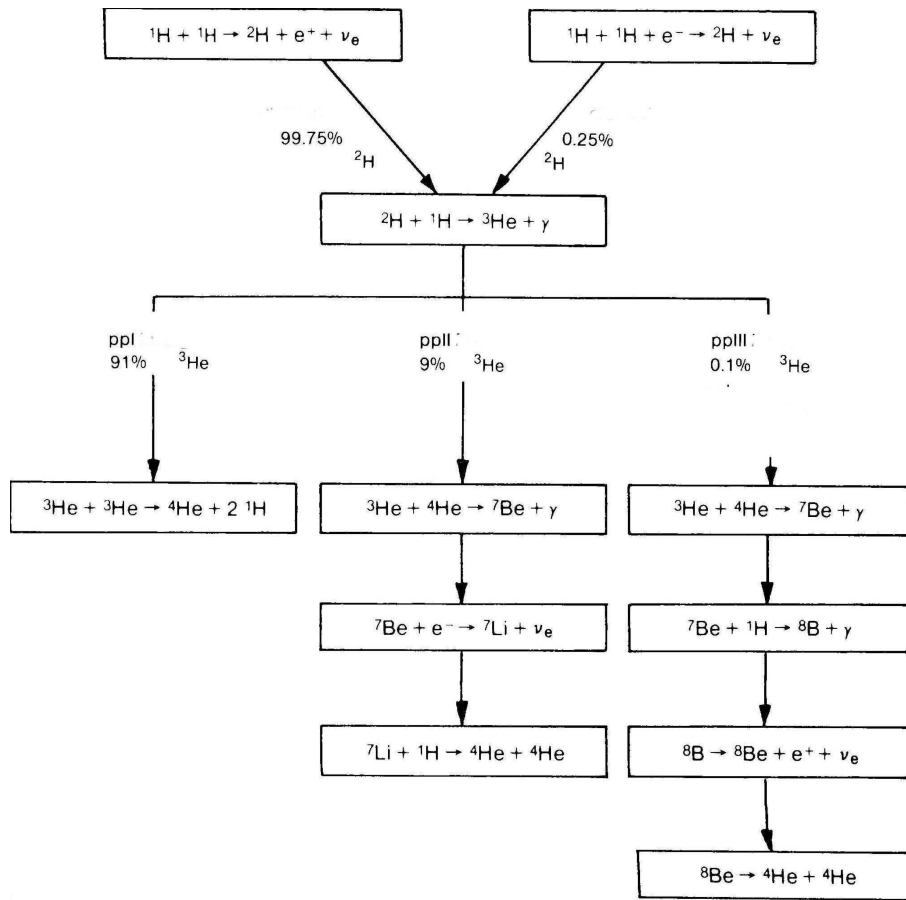 ¹H + ¹H → ²H + e⁺ + νₑ
¹H + ¹H + e⁻ → ²H + νₑ
99.75%
²H
0.25%
²H
²H + ¹H → ³He + γ
ppI
91% ³He
ppII
9% ³He
ppIII
0.1% ³He
³He + ³He → ⁴He + 2 ¹H
³He + ⁴He → ⁷Be + γ
³He + ⁴He → ⁷Be + γ
⁷Be + e⁻ → ⁷Li + νₑ
⁷Be + ¹H → ⁸B + γ
⁷Li + ¹H → ⁴He + ⁴He
⁸B → ⁸Be + e⁺ + νₑ
⁸Be → ⁴He + ⁴He